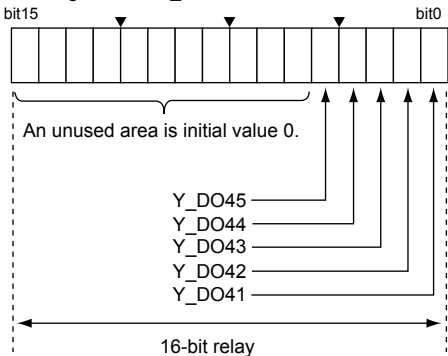 bit15
bit0
An unused area is initial value 0.
Y_DO45
Y_DO44
Y_DO43
Y_DO42
Y_DO41
16-bit relay